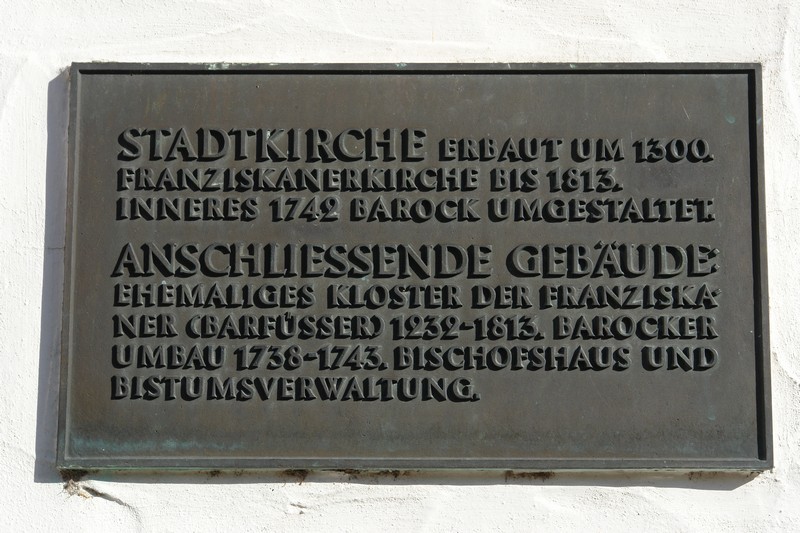 STADTKIRCHE ERBAUT UM 1300.
FRANZISKANERKIRCHE BIS 1813.
INNERES 1742 BAROCK UMGESTALTET.
ANSCHLIESSENDE GEBÄUDE:
EHEMALIGES KLOSTER DER FRANZISKA-
NER (BARFÜSSER) 1232-1813. BAROCKER
UMBAU 1738-1743. BISCHOFSHAUS UND
BISTUMSVERWALTUNG.